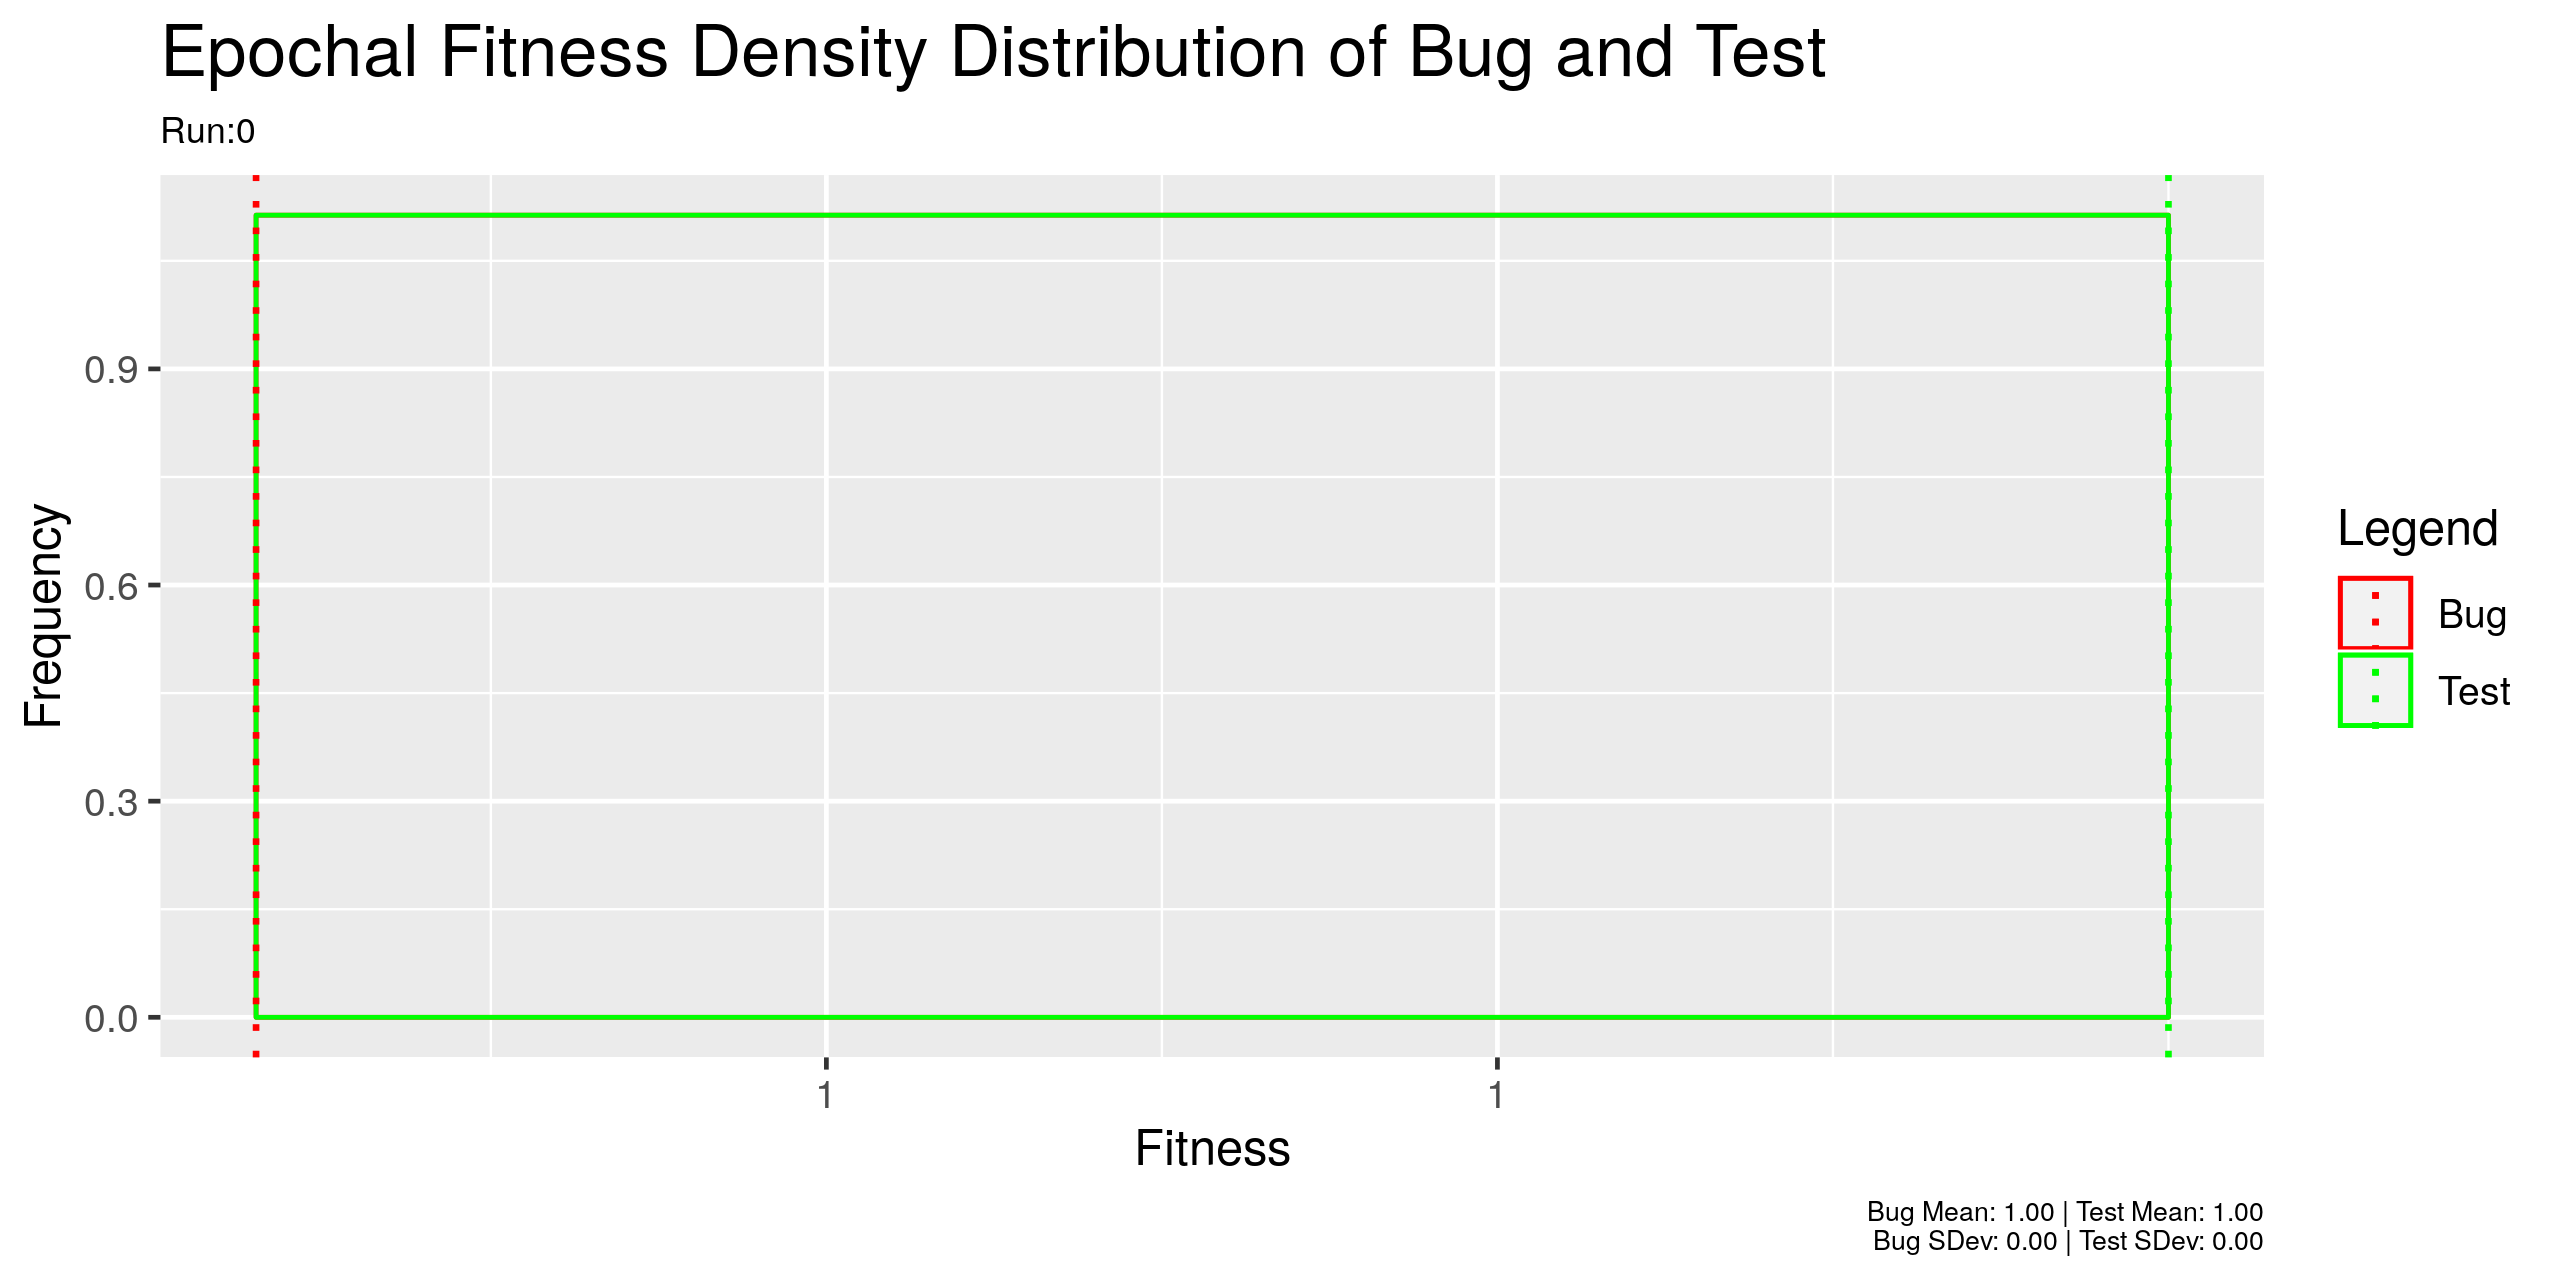 Epochal Fitness Density Distribution of Bug and Test
Run:0
Frequency
0.9
0.6
0.3
0.0
1
1
Fitness
Legend
Bug
Test
Bug Mean: 1.00 | Test Mean: 1.00
Bug SDev: 0.00 | Test SDev: 0.00